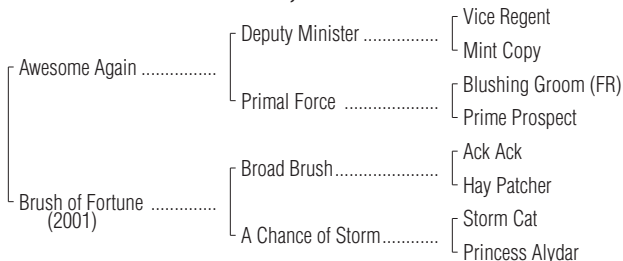 Vice Regent
Deputy Minister .................
Mint Copy
Awesome Again ................
Blushing Groom (FR)
Primal Force .....................
Prime Prospect
Ack Ack
Broad Brush.......................
Hay Patcher
Brush of Fortune ..............
(2001)
Storm Cat
A Chance of Storm............
Princess Alydar